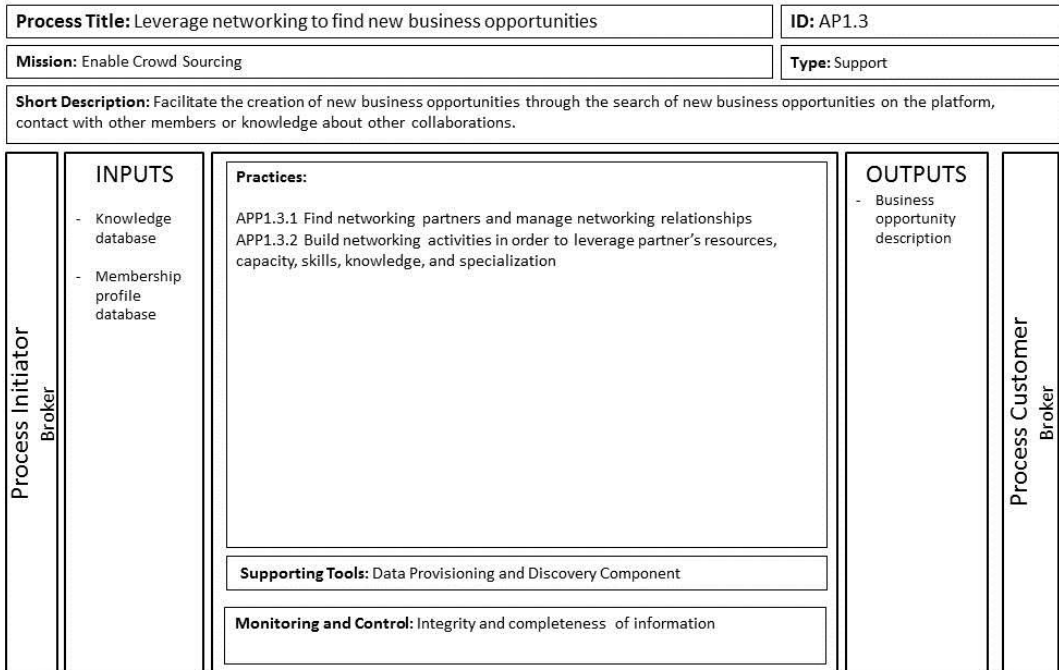 Process Title: Leverage networking to find new business opportunities
ID: AP1.3
Mission: Enable Crowd Sourcing
Type: Support
Short Description: Facilitate the creation of new business opportunities through the search of new business opportunities on the platform,
contact with other members or knowledge about other collaborations.
Process Initiator
Broker
INPUTS
- Knowledge
database
- Membership
profile
database
Practices:
APP1.3.1 Find networking partners and manage networking relationships
APP1.3.2 Build networking activities in order to leverage partner's resources,
capacity, skills, knowledge, and specialization
Supporting Tools: Data Provisioning and Discovery Component
Monitoring and Control: Integrity and completeness of information
OUTPUTS
- Business
opportunity
description
Process Customer
Broker